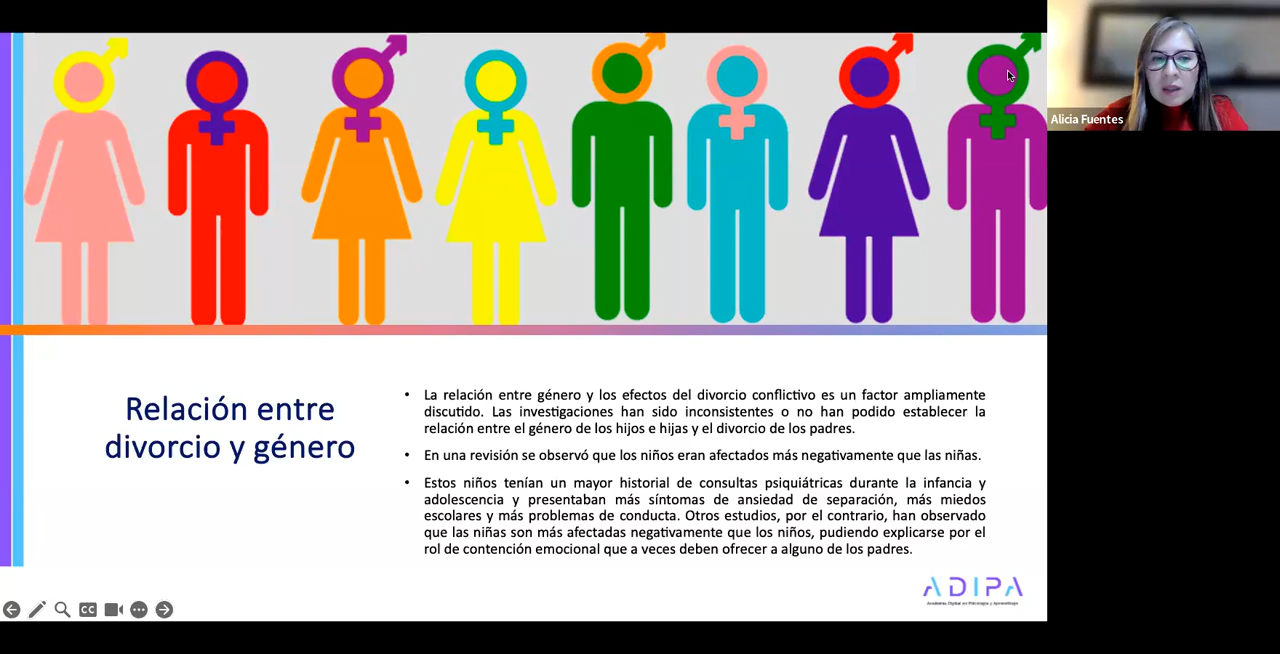 Alicia Fuentes
Relación entre
divorcio y género
• La relación entre género y los efectos del divorcio conflictivo es un factor ampliamente
discutido. Las investigaciones han sido inconsistentes o no han podido establecer la
relación entre el género de los hijos e hijas y el divorcio de los padres.
• En una revisión se observó que los niños eran afectados más negativamente que las niñas.
• Estos niños tenían un mayor historial de consultas psiquiátricas durante la infancia y
adolescencia y presentaban más síntomas de ansiedad de separación, más miedos
escolares y más problemas de conducta. Otros estudios, por el contrario, han observado
que las niñas son más afectadas negativamente que los niños, pudiendo explicarse por el
rol de contención emocional que a veces deben ofrecer a alguno de los padres.
ADIPA
Academia Digital en Psicología y Aprendizaje
CC